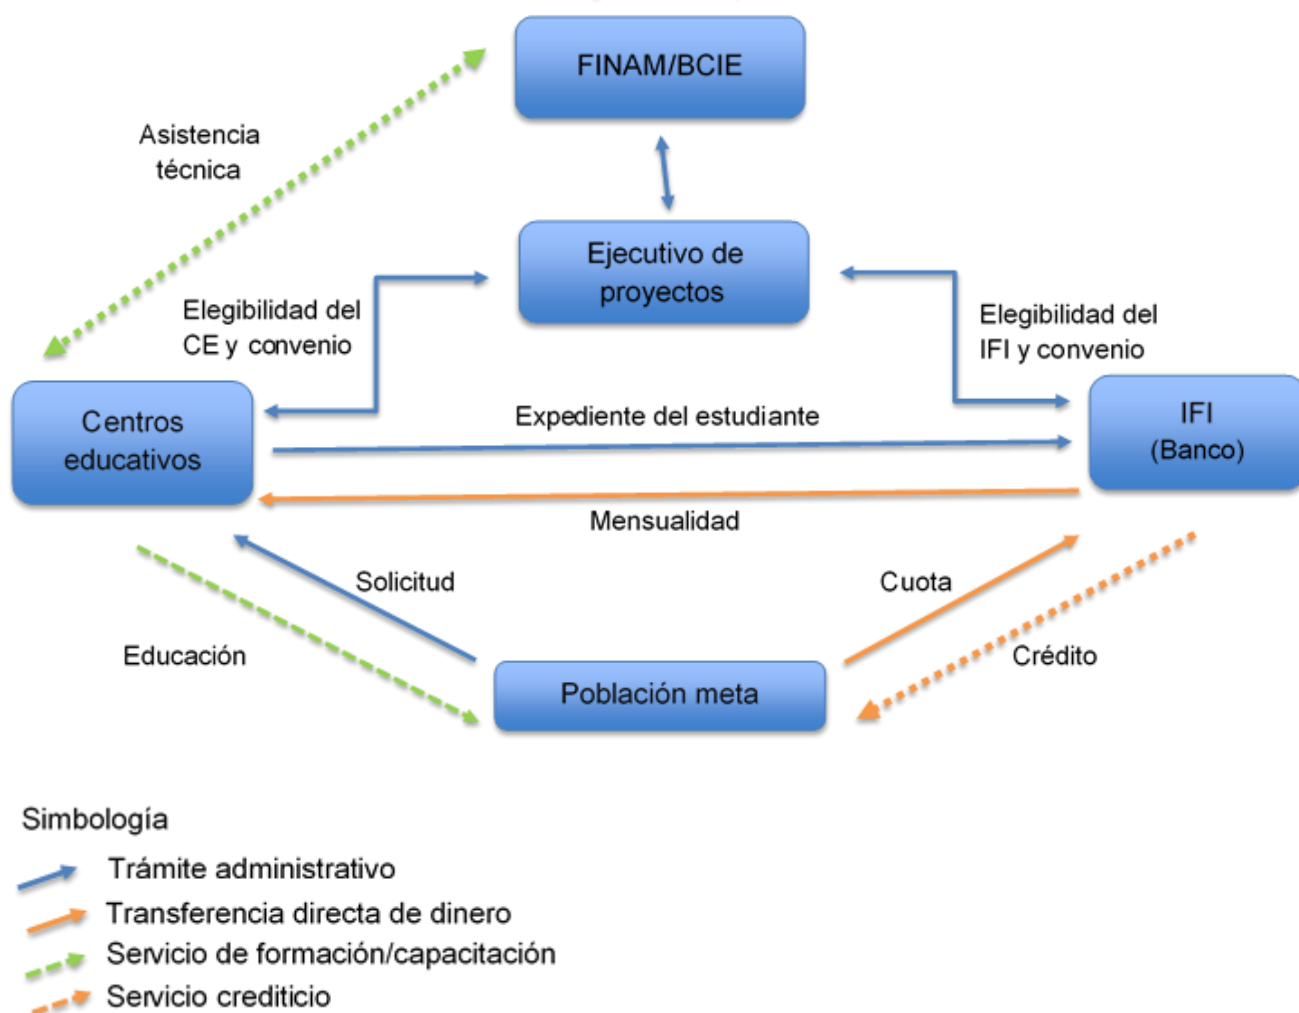 FINAM/BCIE
Asistencia
técnica
Ejecutivo de
proyectos
Elegibilidad del
CE y convenio
Elegibilidad del
IFI y convenio
Centros
educativos
Expediente del estudiante
IFI
(Banco)
Mensualidad
Solicitud
Cuota
Educación
Crédito
Población meta
Simbología
Trámite administrativo
Transferencia directa de dinero
Servicio de formación/capacitación
Servicio crediticio